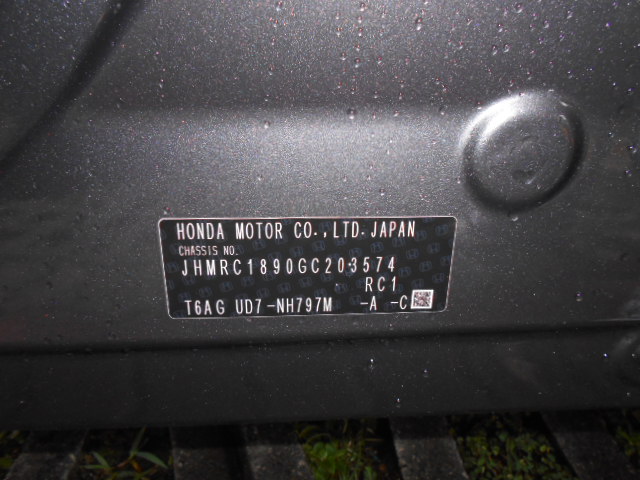 HONDA MOTOR CO.,LTD.JAPAN
CHASSIS NO.
JHMRC1890GC203574
RC1
T6AG UD7-NH797M -A -C